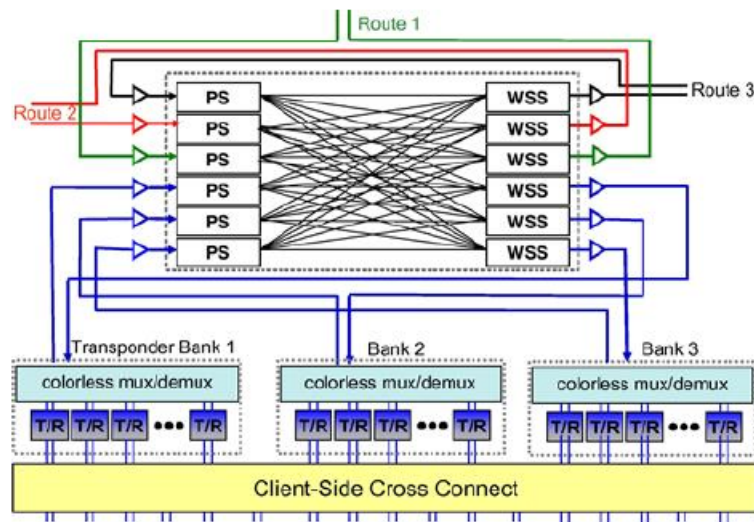 Route 1
Route 2
Route 3
PS WSS
PS WSS
PS WSS
PS WSS
PS WSS
PS WSS
Transponder Bank 1 Bank 2 Bank 3
colorless mux/demux colorless mux/demux colorless mux/demux
T/R T/R T/R ••• T/R T/R T/R T/R ••• T/R T/R T/R T/R ••• T/R
Client-Side Cross Connect